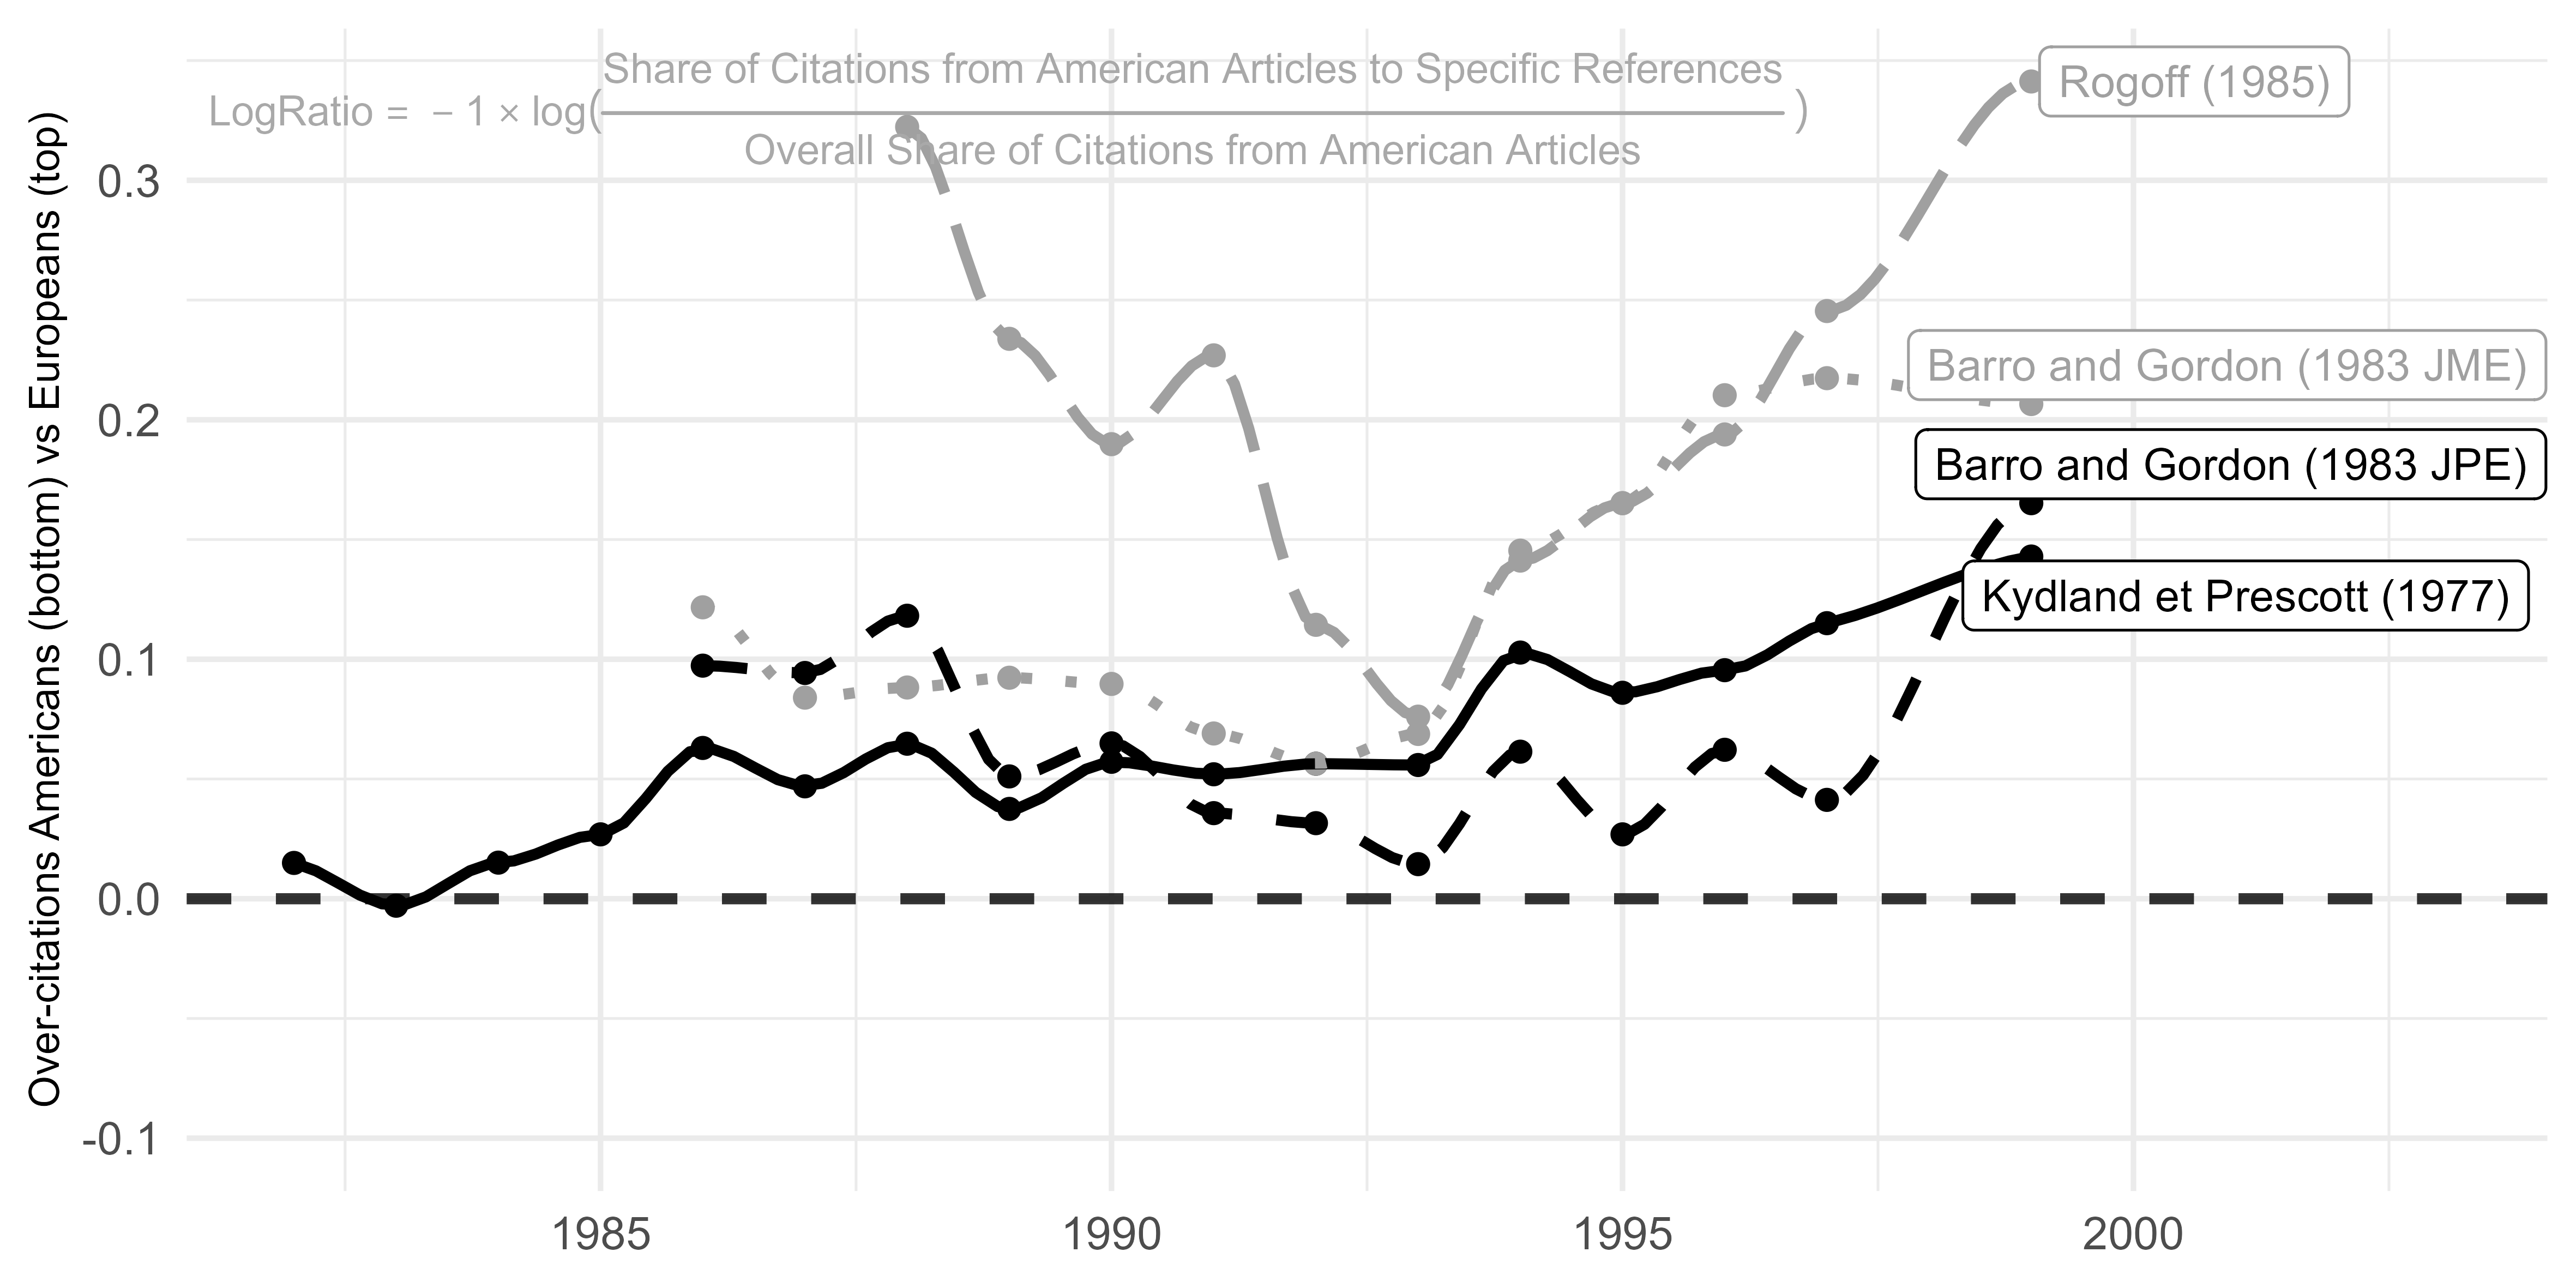 Over-citations Americans (bottom) vs Europeans (top)
Share of Citations from American Articles to Specific References
LogRatio = − 1 × log( )
Overall Share of Citations from American Articles
Rogoff (1985)
Barro and Gordon (1983 JME)
Barro and Gordon (1983 JPE)
Kydland et Prescott (1977)
0.3
0.2
0.1
0.0
-0.1
1985 1990 1995 2000